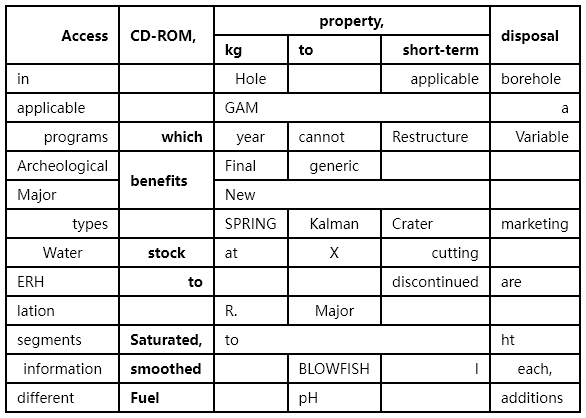 Access CD-ROM, property, disposal
kg to short-term
in Hole applicable borehole
applicable GAM a
programs which year cannot Restructure Variable
Archeological benefits Final generic
Major New
types SPRING Kalman Crater marketing
Water stock at X cutting
ERH to discontinued are
lation R. Major
segments Saturated, to ht
information smoothed BLOWFISH I each,
different Fuel pH additions